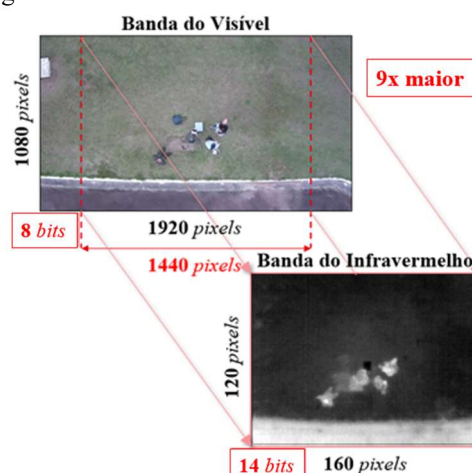 Banda do Visível
9x maior
1080 pixels
8 bits
1920 pixels
1440 pixels
Banda do Infravermelho
120 pixels
14 bits
160 pixels